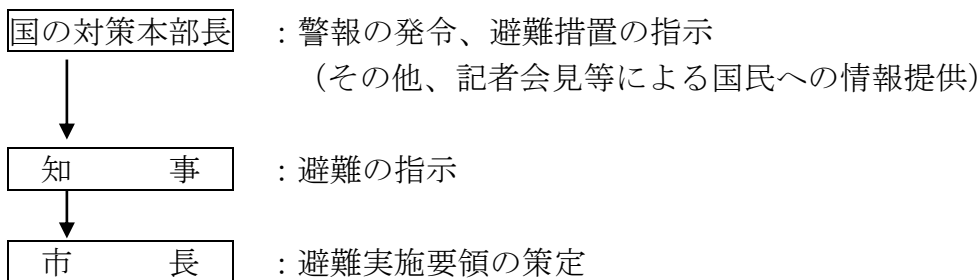 国の対策本部長 ：警報の発令、避難措置の指示
（その他、記者会見等による国民への情報提供）
知　　　事 ：避難の指示
市　　　長 ：避難実施要領の策定